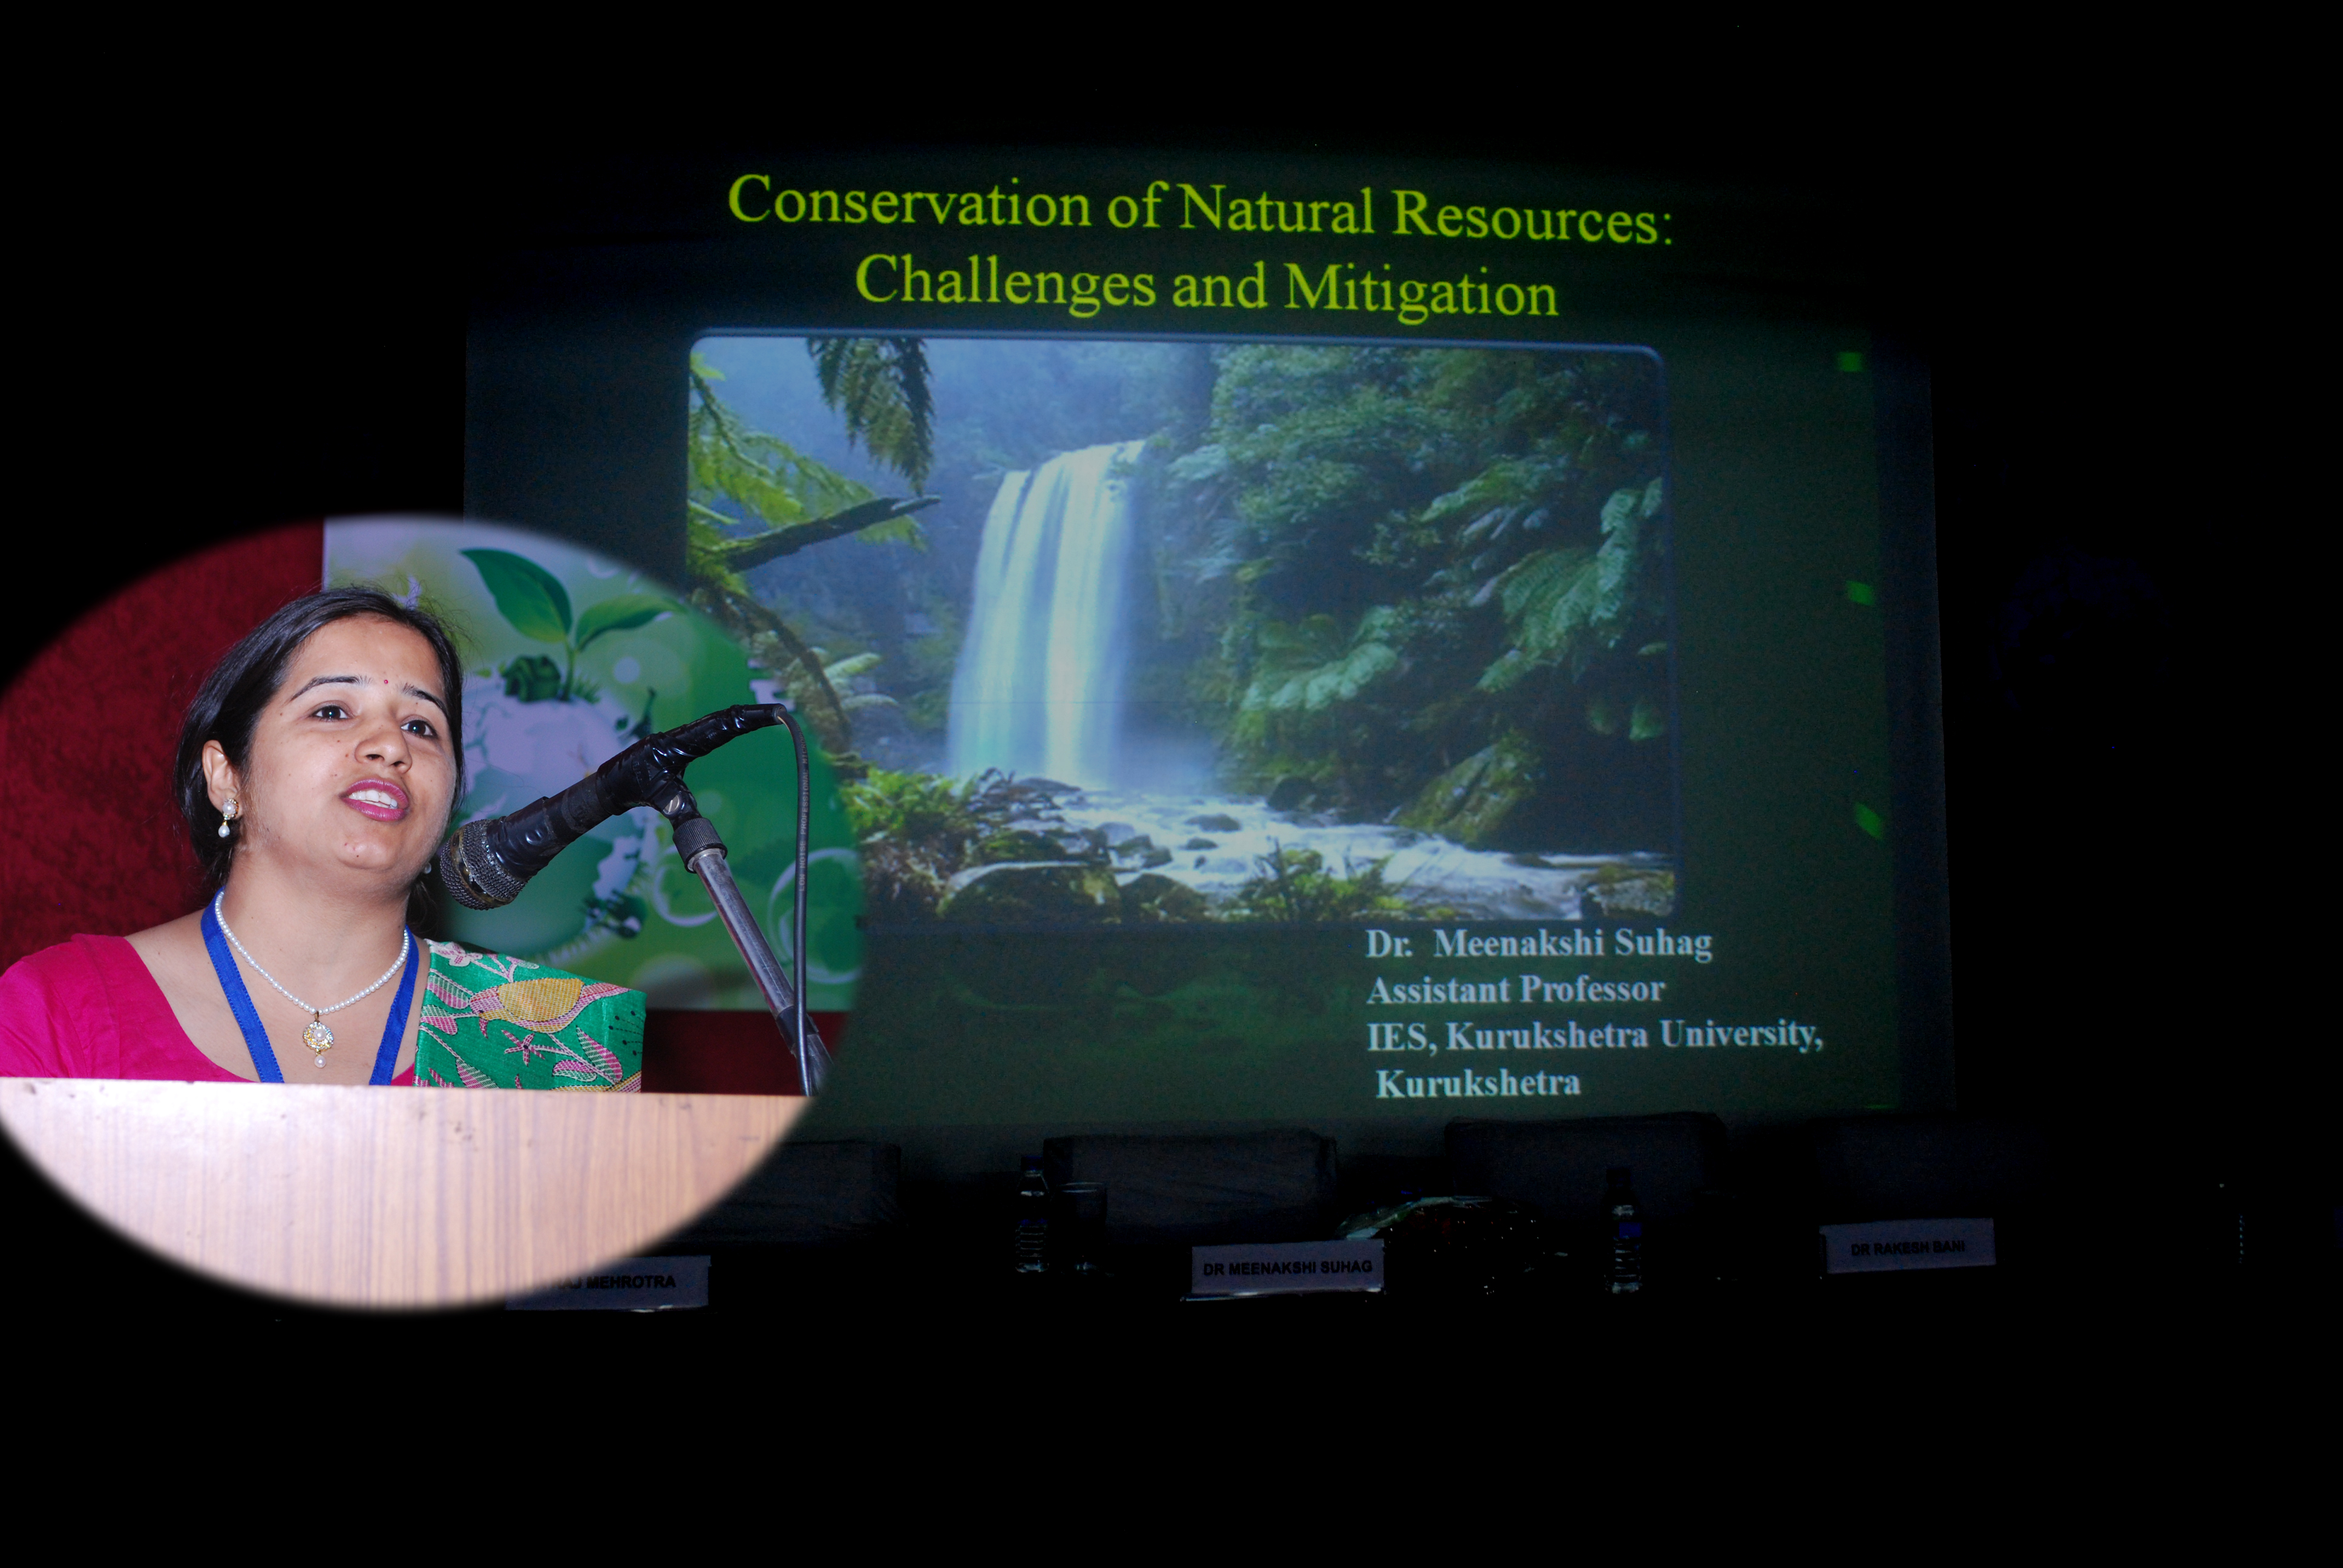 Conservation of Natural Resources:
Challenges and Mitigation
Dr. Meenakshi Suhag
Assistant Professor
IES, Kurukshetra University,
Kurukshetra
MEHROTRA
DR MEENAKSHI SUHAG
DR RAKESH BANI